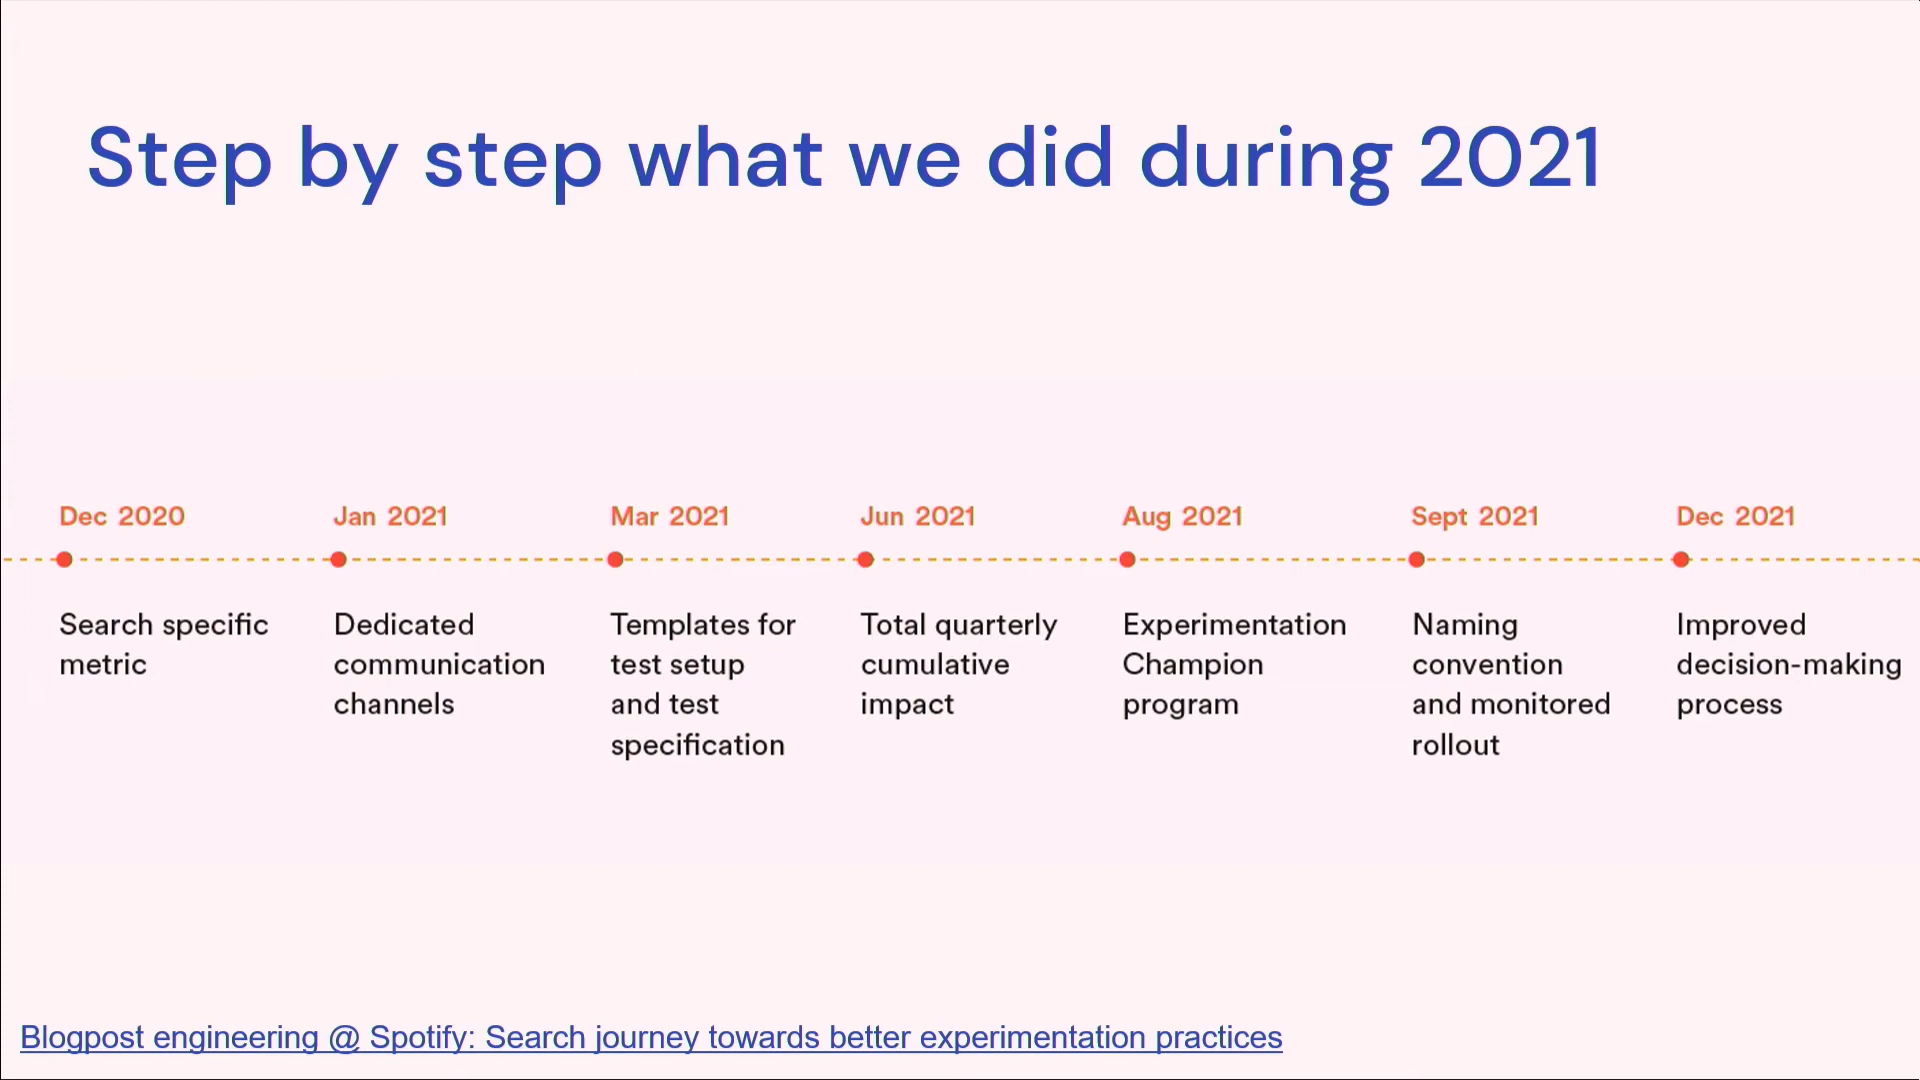 Step by step what we did during 2021
Dec 2020
Search specific
metric
Jan 2021
Dedicated
communication
channels
Mar 2021
Templates for
test setup
and test
specification
Jun 2021
Total quarterly
cumulative
impact
Aug 2021
Experimentation
Champion
program
Sept 2021
Naming
convention
and monitored
rollout
Dec 2021
Improved
decision-making
process
Blogpost engineering @ Spotify: Search journey towards better experimentation practices